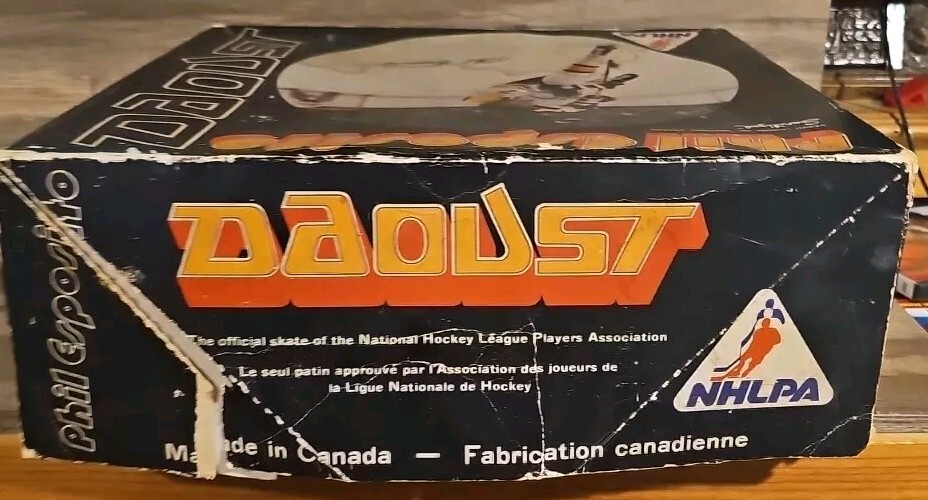 DAOUST
NHLPA
Phil Esposito
Phil Esposito
DAOUST
The official skate of the National Hockey League Players Association
Le seul patin approuvé par l'Association des joueurs de
la Ligue Nationale de Hockey
NHLPA
Made in Canada — Fabrication canadienne